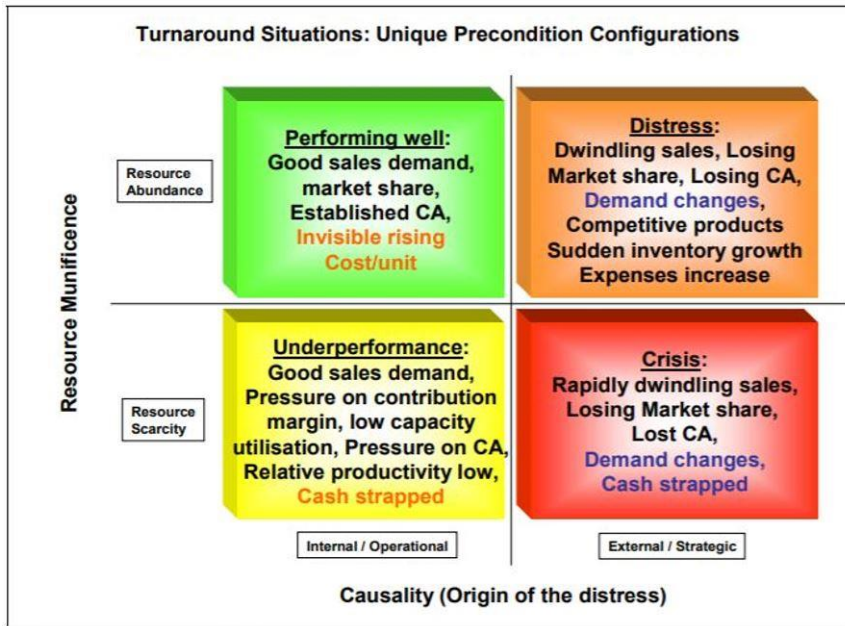 Turnaround Situations: Unique Precondition Configurations
Resource Munificence
Resource
Abundance
Performing well:
Good sales demand,
market share,
Established CA,
Invisible rising
Cost/unit
Distress:
Dwindling sales, Losing
Market share, Losing CA,
Demand changes,
Competitive products
Sudden inventory growth
Expenses increase
Resource
Scarcity
Underperformance:
Good sales demand,
Pressure on contribution
margin, low capacity
utilisation, Pressure on CA,
Relative productivity low,
Cash strapped
Crisis:
Rapidly dwindling sales,
Losing Market share,
Lost CA,
Demand changes,
Cash strapped
Internal / Operational
External / Strategic
Causality (Origin of the distress)